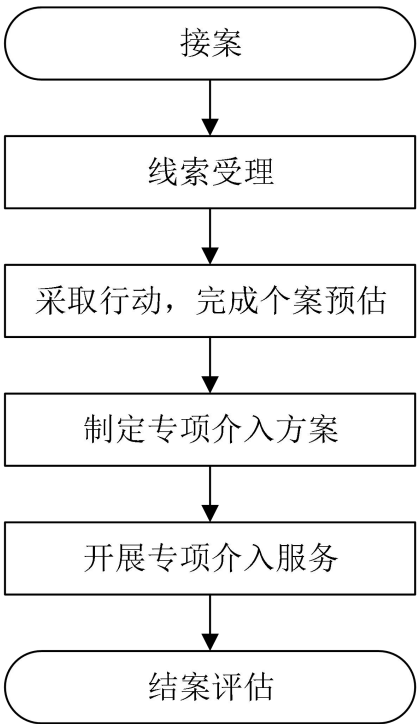 接案
线索受理
采取行动，完成个案预估
制定专项介入方案
开展专项介入服务
结案评估